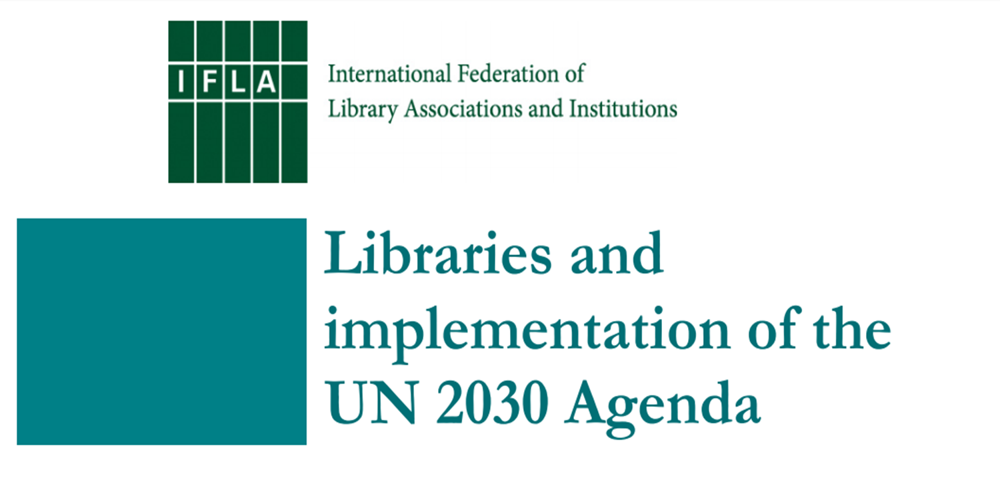 IFLA
International Federation of
Library Associations and Institutions
Libraries and
implementation of the
UN 2030 Agenda